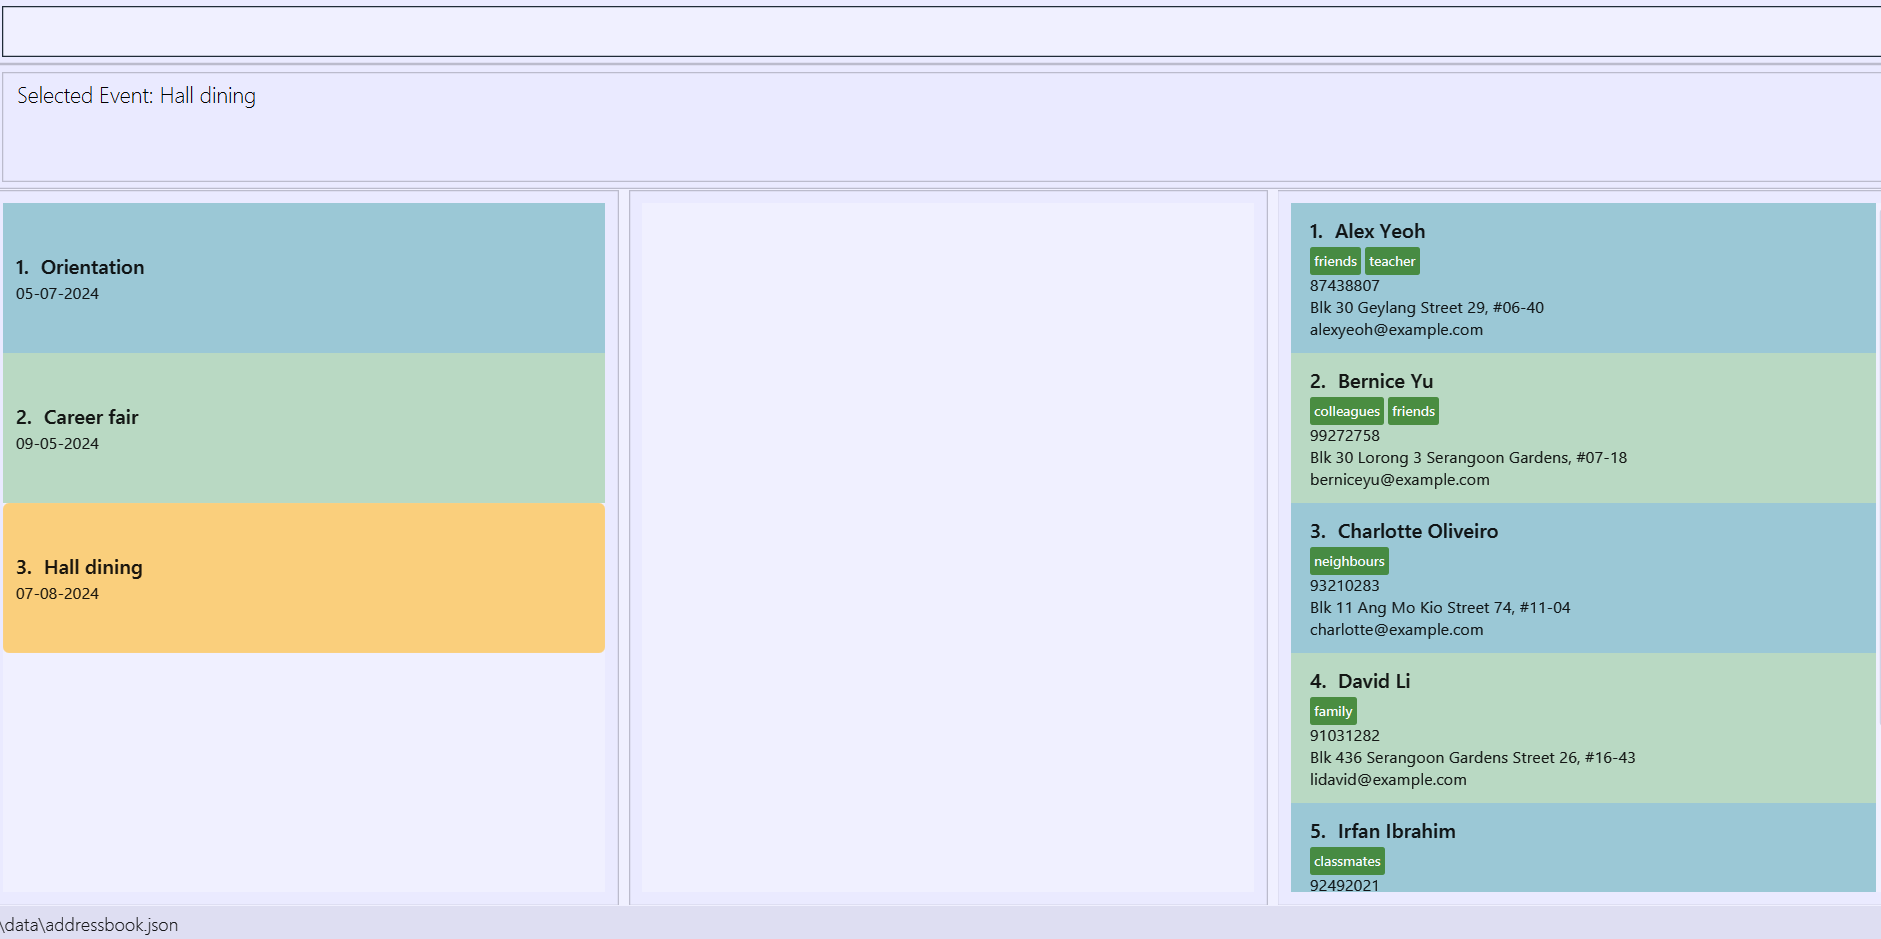 Selected Event: Hall dining
1. Orientation
05-07-2024
2. Career fair
09-05-2024
3. Hall dining
07-08-2024
1. Alex Yeoh
friends teacher
87438807
Blk 30 Geylang Street 29, #06-40
alexyeoh@example.com
2. Bernice Yu
colleagues friends
99272758
Blk 30 Lorong 3 Serangoon Gardens, #07-18
berniceyu@example.com
3. Charlotte Oliveiro
neighbours
93210283
Blk 11 Ang Mo Kio Street 74, #11-04
charlotte@example.com
4. David Li
family
91031282
Blk 436 Serangoon Gardens Street 26, #16-43
lidavid@example.com
5. Irfan Ibrahim
classmates
92492021
\data\addressbook.json